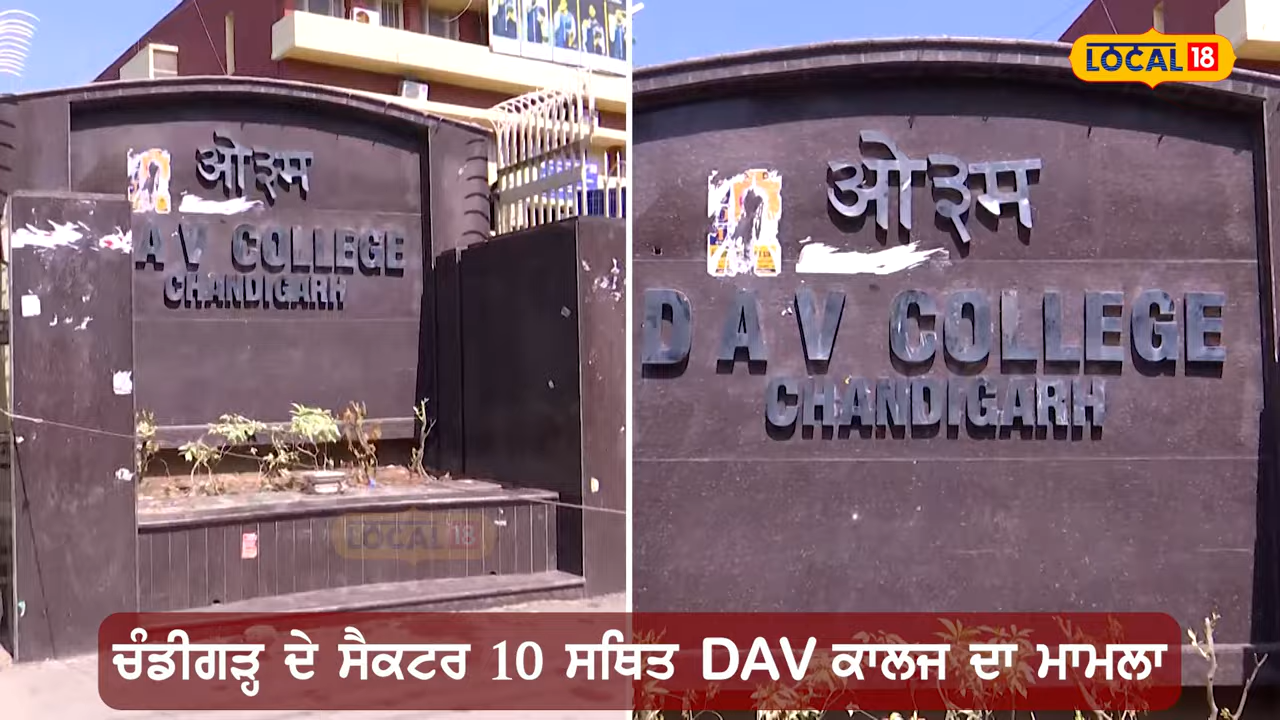 ओ३म
A V COLLEGE
CHANDIGARH
LOCAL 18
LOCAL 18
ओ३म
D A V COLLEGE
CHANDIGARH
ਚੰਡੀਗੜ੍ਹ ਦੇ ਸੈਕਟਰ 10 ਸਥਿਤ DAV ਕਾਲਜ ਦਾ ਮਾਮਲਾ